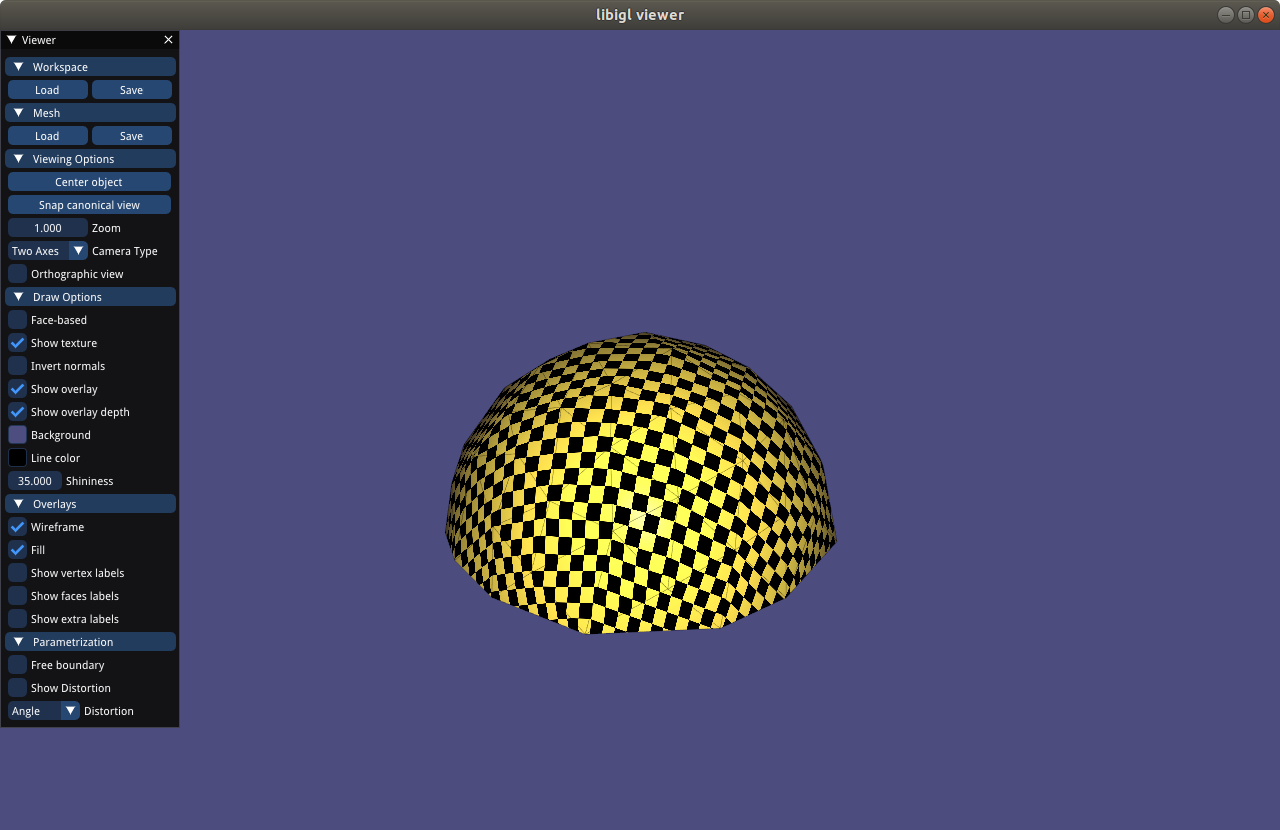 libigl viewer
Viewer
Workspace
Load Save
Mesh
Load Save
Viewing Options
Center object
Snap canonical view
1.000 Zoom
Two Axes Camera Type
Orthographic view
Draw Options
Face-based
Show texture
Invert normals
Show overlay
Show overlay depth
Background
Line color
35.000 Shininess
Overlays
Wireframe
Fill
Show vertex labels
Show faces labels
Show extra labels
Parametrization
Free boundary
Show Distortion
Angle Distortion